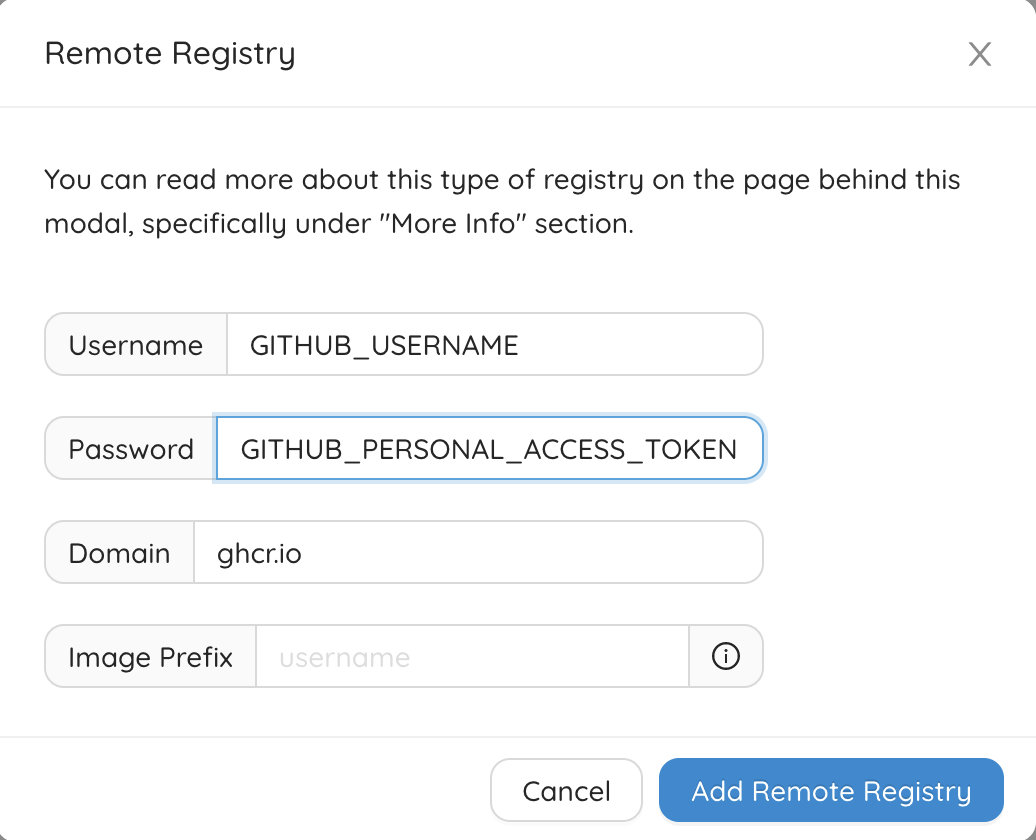 Remote Registry
X
You can read more about this type of registry on the page behind this
modal, specifically under "More Info" section.
Username GITHUB_USERNAME
Password GITHUB_PERSONAL_ACCESS_TOKEN
Domain ghcr.io
Image Prefix username
Cancel Add Remote Registry